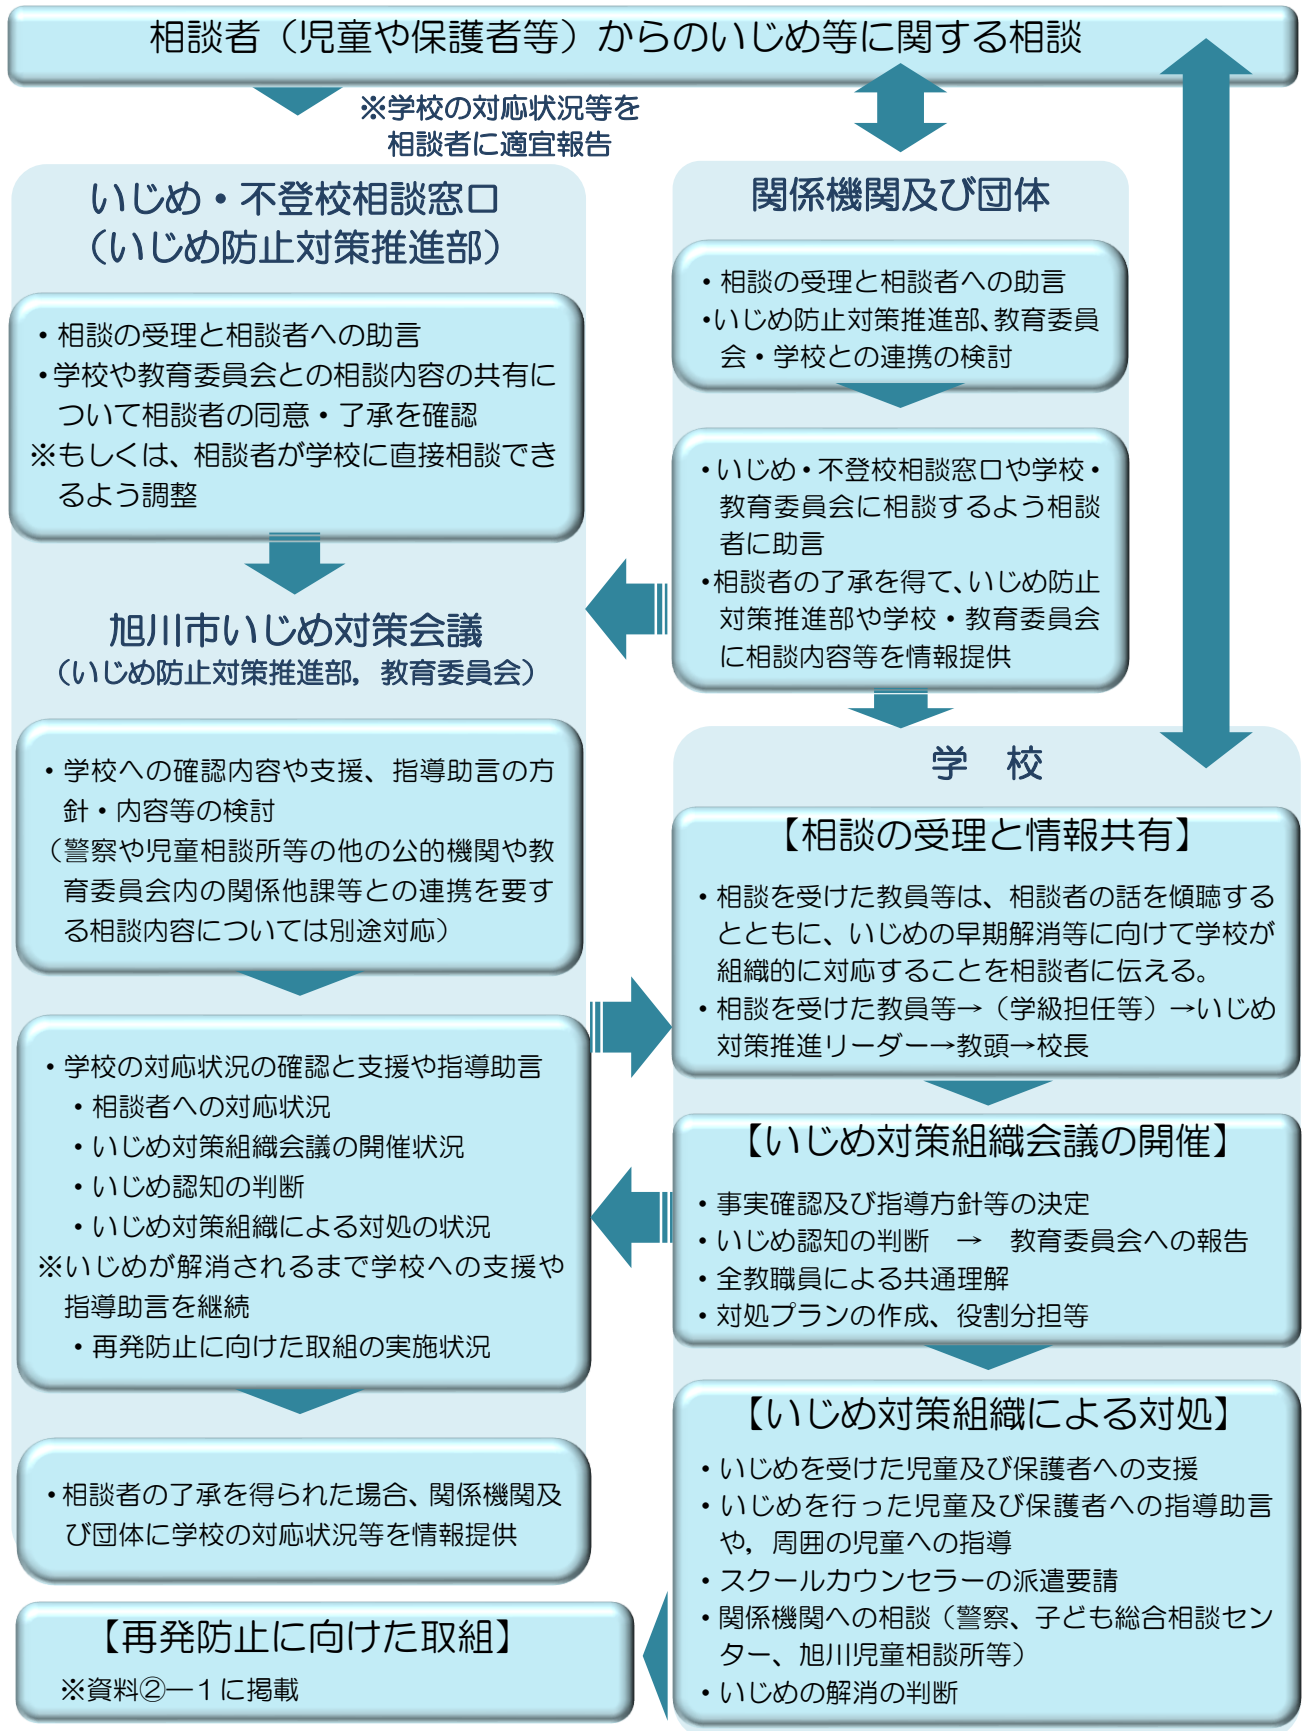 相談者（児童や保護者等）からのいじめ等に関する相談
※学校の対応状況等を
相談者に適宜報告
いじめ・不登校相談窓口
（いじめ防止対策推進部）
・相談の受理と相談者への助言
・学校や教育委員会との相談内容の共有に
ついて相談者の同意・了承を確認
※もしくは、相談者が学校に直接相談でき
るよう調整
旭川市いじめ対策会議
（いじめ防止対策推進部，教育委員会）
・学校への確認内容や支援、指導助言の方
針・内容等の検討
（警察や児童相談所等の他の公的機関や教
育委員会内の関係他課等との連携を要す
る相談内容については別途対応）
・学校の対応状況の確認と支援や指導助言
・相談者への対応状況
・いじめ対策組織会議の開催状況
・いじめ認知の判断
・いじめ対策組織による対処の状況
※いじめが解消されるまで学校への支援や
指導助言を継続
・再発防止に向けた取組の実施状況
・相談者の了承を得られた場合、関係機関及
び団体に学校の対応状況等を情報提供
【再発防止に向けた取組】
※資料②―１に掲載
関係機関及び団体
・相談の受理と相談者への助言
・いじめ防止対策推進部、教育委員
会・学校との連携の検討
・いじめ・不登校相談窓口や学校・
教育委員会に相談するよう相談
者に助言
・相談者の了承を得て、いじめ防止
対策推進部や学校・教育委員会
に相談内容等を情報提供
学　校
【相談の受理と情報共有】
・相談を受けた教員等は、相談者の話を傾聴する
とともに、いじめの早期解消等に向けて学校が
組織的に対応することを相談者に伝える。
・相談を受けた教員等→（学級担任等）→いじめ
対策推進リーダー→教頭→校長
【いじめ対策組織会議の開催】
・事実確認及び指導方針等の決定
・いじめ認知の判断　→　教育委員会への報告
・全教職員による共通理解
・対処プランの作成、役割分担等
【いじめ対策組織による対処】
・いじめを受けた児童及び保護者への支援
・いじめを行った児童及び保護者への指導助言
や，周囲の児童への指導
・スクールカウンセラーの派遣要請
・関係機関への相談（警察、子ども総合相談セン
ター、旭川児童相談所等）
・いじめの解消の判断